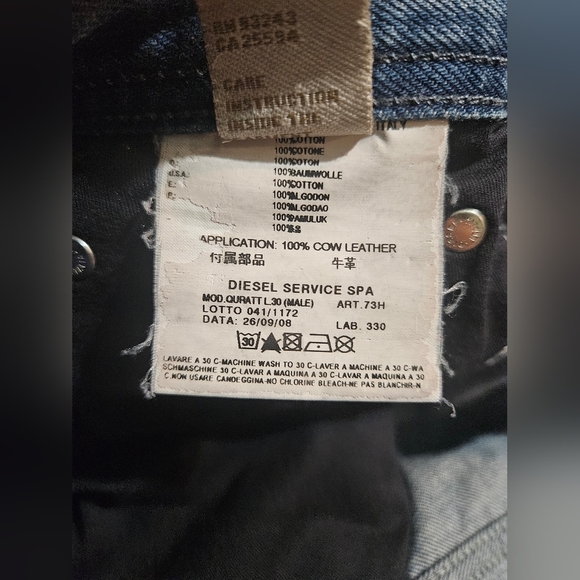 RN 93243
CA 25594
CARE
INSTRUCTION
INSIDE THE
ITALY
100%COTTON
100%COTONE
100%COTON
U.S.A. 100%BAUMWOLLE
E. 100%COTTON
P. 100%ALGODON
100%ALGODAO
100%PAMULUK
APPLICATION: 100% COW LEATHER
付属部品 牛革
DIESEL SERVICE SPA
MOD.QURATT L.30 (MALE) ART.73H
LOTTO 041/1172
DATA: 26/09/08 LAB. 330
30
LAVARE A 30 C-MACHINE WASH TO 30 C-LAVER A MACHINE A 30 C-WA
SCHMASCHINE 30 C-LAVAR A MAQUINA A 30 C-LAVAR A MAQUINA A 30
C.NON USARE CANDEGGINA-NO CHLORINE BLEACH-NE PAS BLANCHIR-N